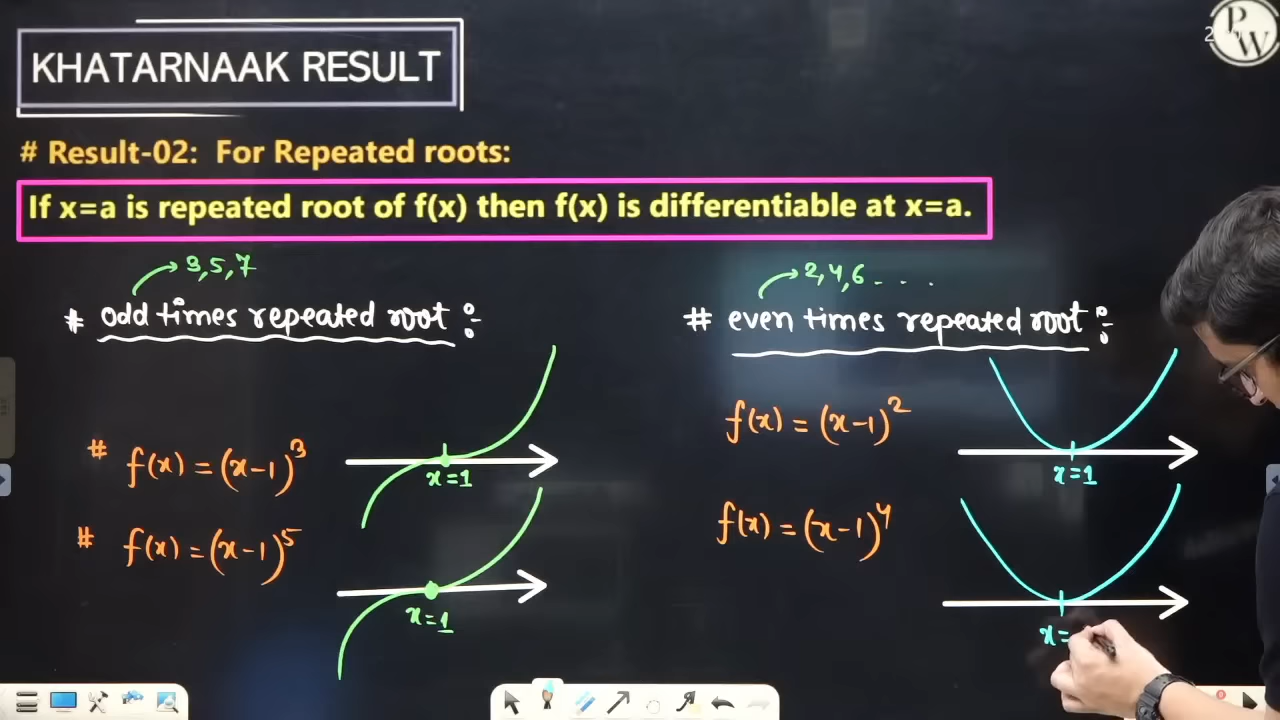 PW
2
KHATARNAAK RESULT
# Result-02: For Repeated roots:
If x=a is repeated root of f(x) then f(x) is differentiable at x=a.
3,5,7
# odd times repeated root :-
# f(x) = (x-1)³
x=1
# f(x) = (x-1)⁵
x=1
2,4,6 - - -
# even times repeated root :-
f(x) = (x-1)²
x=1
f(x) = (x-1)⁴
x=